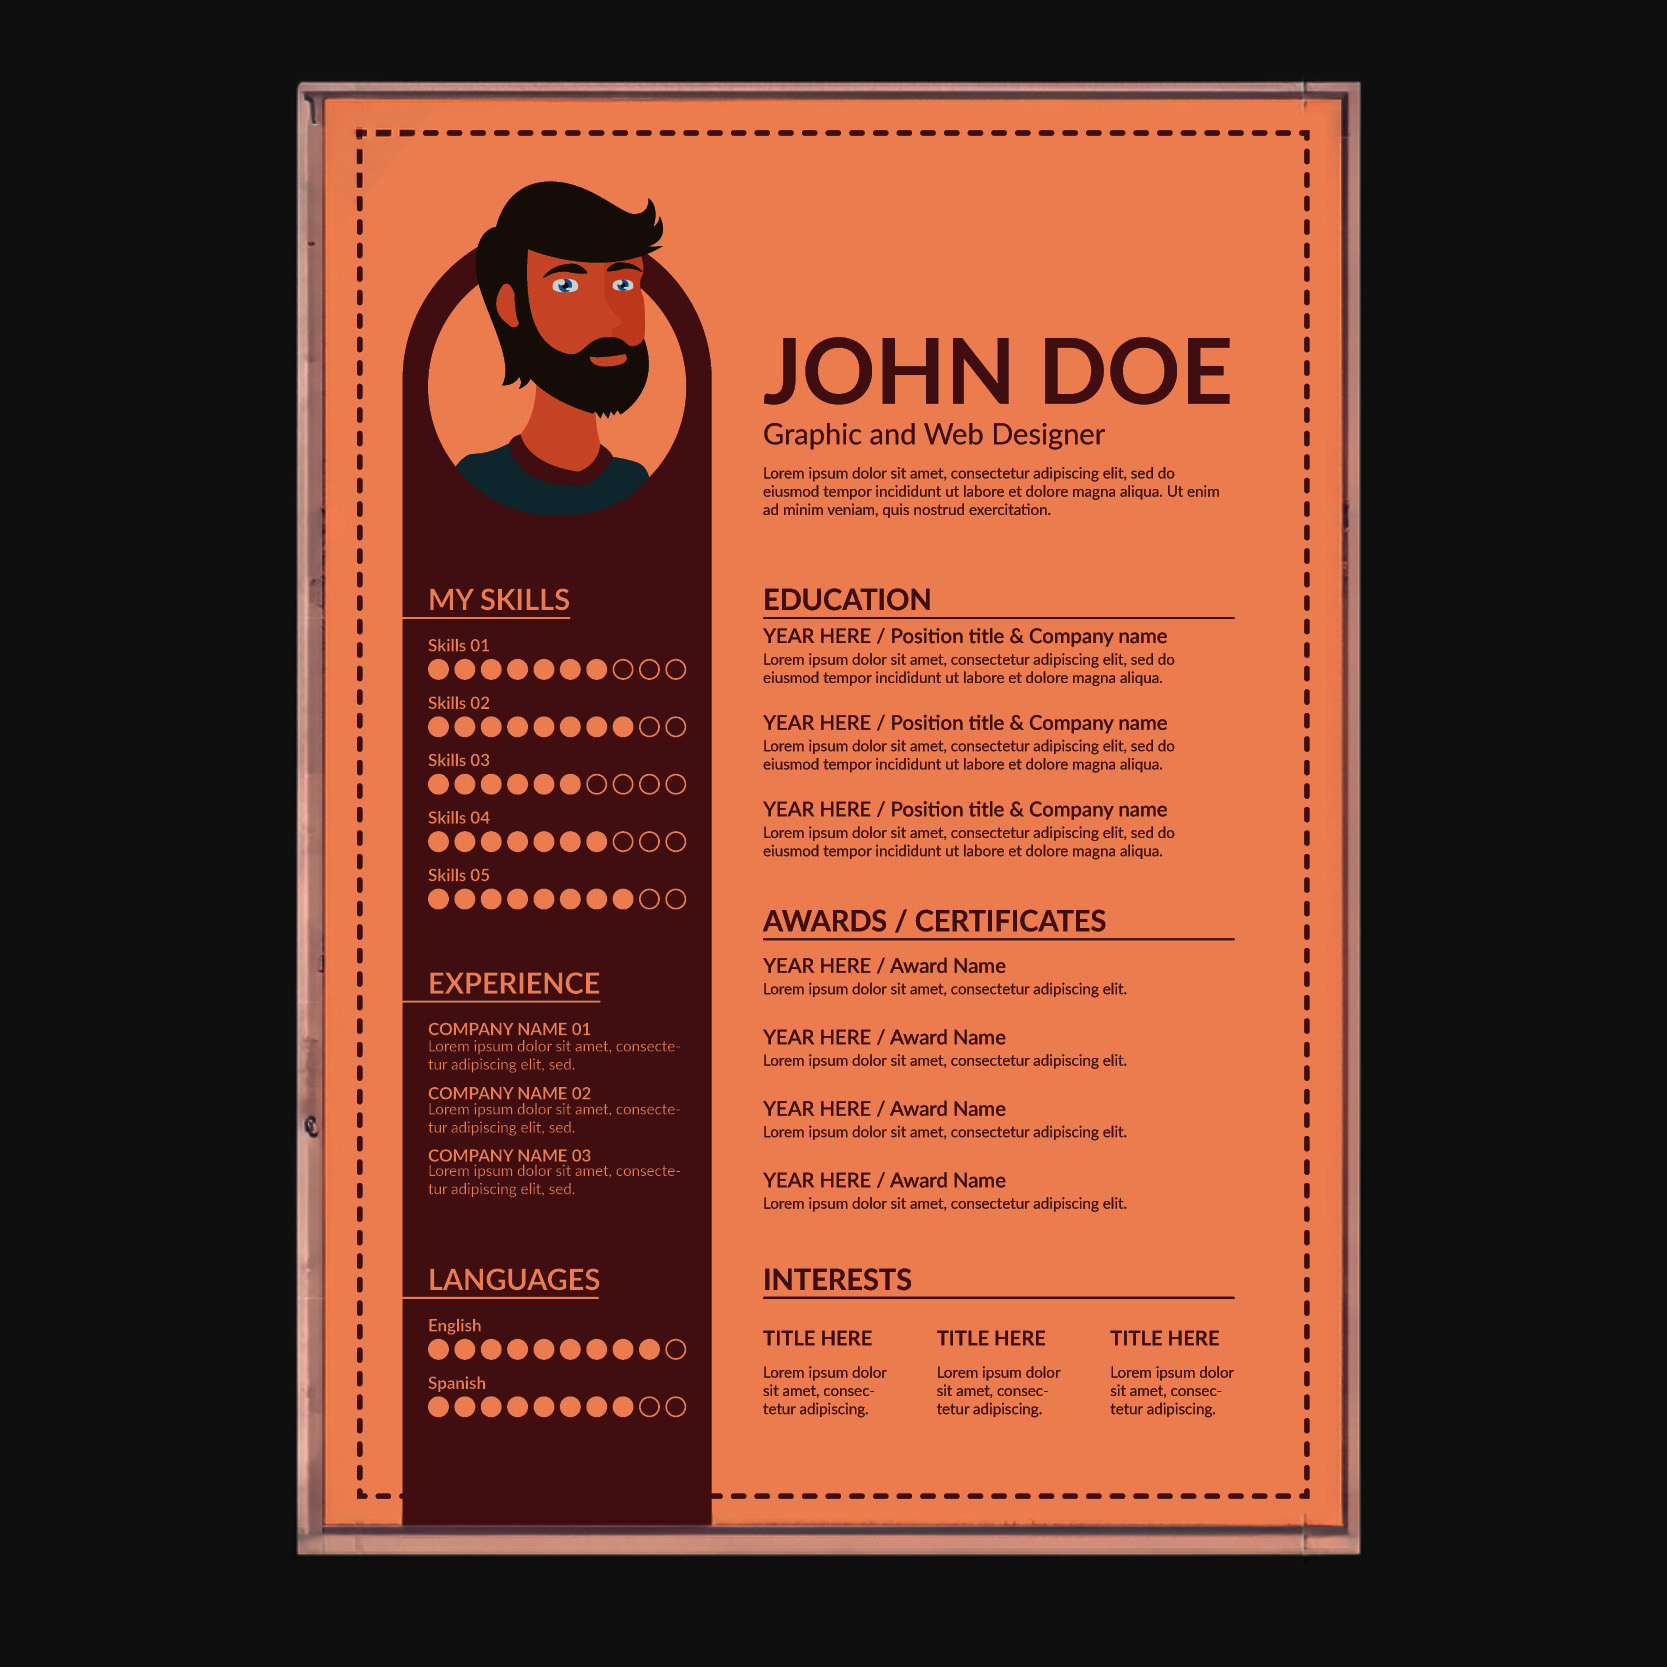 JOHN DOE
Graphic and Web Designer
Lorem ipsum dolor sit amet, consectetur adipiscing elit, sed do
eiusmod tempor incididunt ut labore et dolore magna aliqua. Ut enim
ad minim veniam, quis nostrud exercitation.
MY SKILLS
Skills 01
Skills 02
Skills 03
Skills 04
Skills 05
EXPERIENCE
COMPANY NAME 01
Lorem ipsum dolor sit amet, consecte-
tur adipiscing elit, sed.
COMPANY NAME 02
Lorem ipsum dolor sit amet, consecte-
tur adipiscing elit, sed.
COMPANY NAME 03
Lorem ipsum dolor sit amet, consecte-
tur adipiscing elit, sed.
LANGUAGES
English
Spanish
EDUCATION
YEAR HERE / Position title & Company name
Lorem ipsum dolor sit amet, consectetur adipiscing elit, sed do
eiusmod tempor incididunt ut labore et dolore magna aliqua.
YEAR HERE / Position title & Company name
Lorem ipsum dolor sit amet, consectetur adipiscing elit, sed do
eiusmod tempor incididunt ut labore et dolore magna aliqua.
YEAR HERE / Position title & Company name
Lorem ipsum dolor sit amet, consectetur adipiscing elit, sed do
eiusmod tempor incididunt ut labore et dolore magna aliqua.
AWARDS / CERTIFICATES
YEAR HERE / Award Name
Lorem ipsum dolor sit amet, consectetur adipiscing elit.
YEAR HERE / Award Name
Lorem ipsum dolor sit amet, consectetur adipiscing elit.
YEAR HERE / Award Name
Lorem ipsum dolor sit amet, consectetur adipiscing elit.
YEAR HERE / Award Name
Lorem ipsum dolor sit amet, consectetur adipiscing elit.
INTERESTS
TITLE HERE
Lorem ipsum dolor
sit amet, consec-
tetur adipiscing.
TITLE HERE
Lorem ipsum dolor
sit amet, consec-
tetur adipiscing.
TITLE HERE
Lorem ipsum dolor
sit amet, consec-
tetur adipiscing.